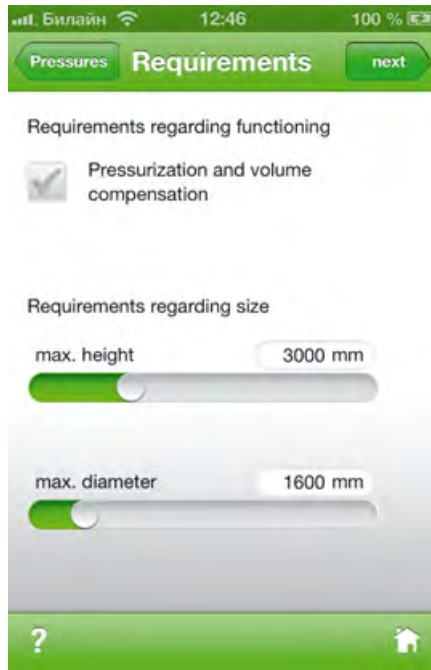 Билайн 12:46 100 %
Pressures Requirements next
Requirements regarding functioning
Pressurization and volume
compensation
Requirements regarding size
max. height 3000 mm
max. diameter 1600 mm
?